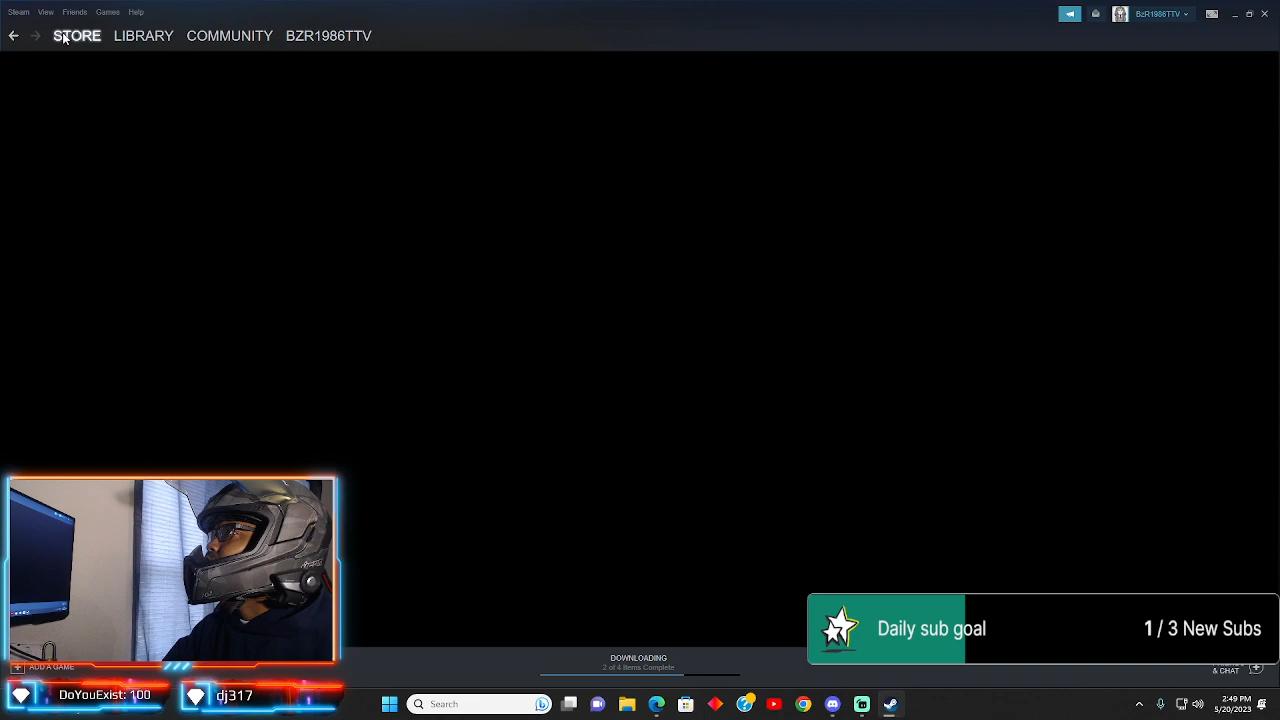 Steam View Friends Games Help
BZR1986TTV
STORE LIBRARY COMMUNITY BZR1986TTV
Daily sub goal 1 / 3 New Subs
DOWNLOADING
2 of 4 Items Complete
ADD A GAME
& CHAT
DoYouExist: 100 dj317
Search
2:49 PM
5/20/2023